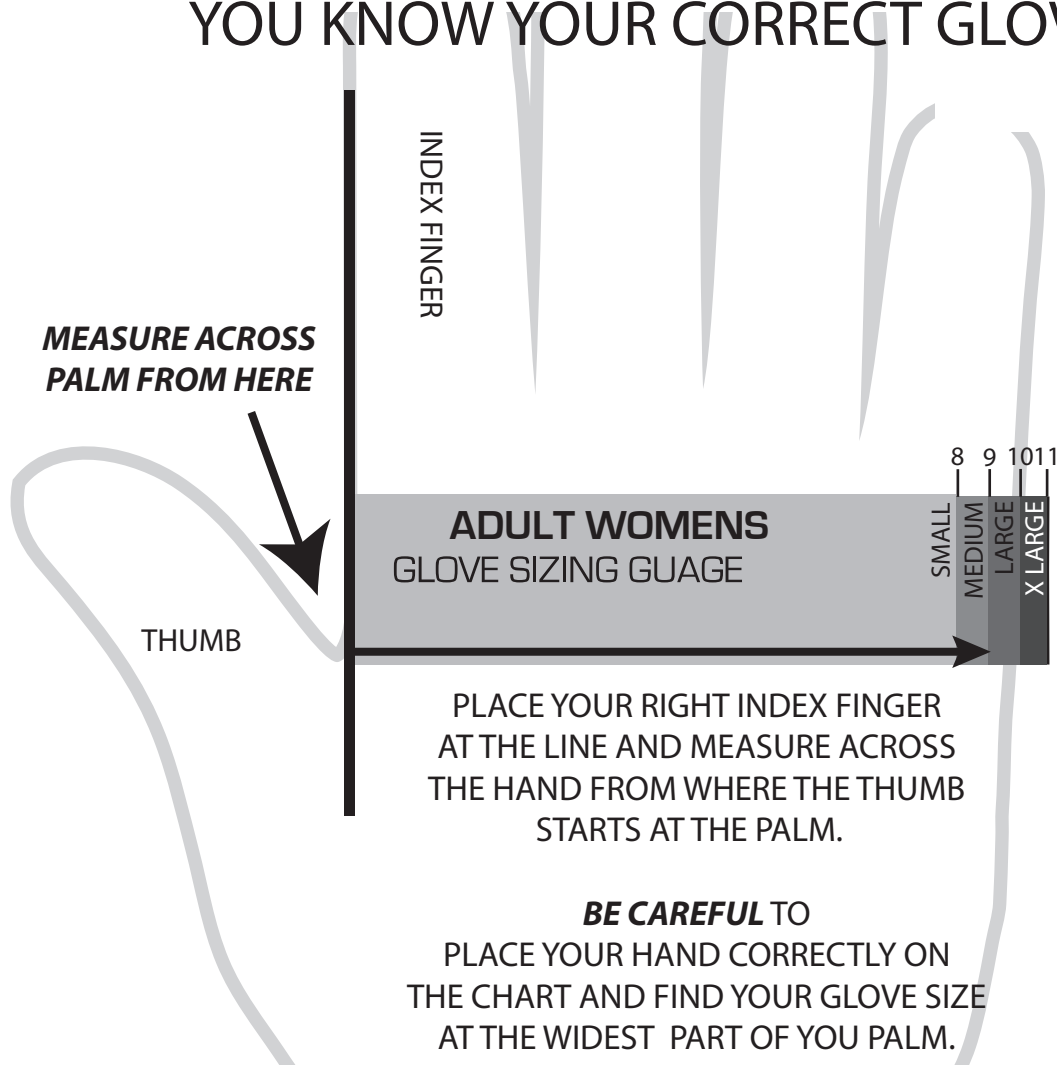 YOU KNOW YOUR CORRECT
INDEX FINGER
MEASURE ACROSS
PALM FROM HERE
8 9 10 11
ADULT WOMENS
GLOVE SIZING GUAGE
SMALL
MEDIUM
LARGE
X LARGE
THUMB
PLACE YOUR RIGHT INDEX FINGER
AT THE LINE AND MEASURE ACROSS
THE HAND FROM WHERE THE THUMB
STARTS AT THE PALM.
BE CAREFUL TO
PLACE YOUR HAND CORRECTLY ON
THE CHART AND FIND YOUR GLOVE SIZE
AT THE WIDEST PART OF YOU PALM.